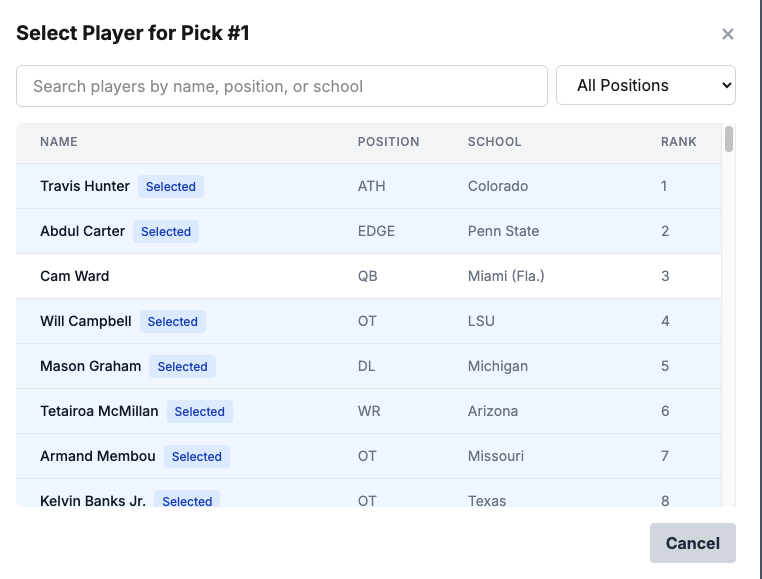 Select Player for Pick #1 ×
Search players by name, position, or school All Positions
NAME POSITION SCHOOL RANK
Travis Hunter Selected ATH Colorado 1
Abdul Carter Selected EDGE Penn State 2
Cam Ward QB Miami (Fla.) 3
Will Campbell Selected OT LSU 4
Mason Graham Selected DL Michigan 5
Tetairoa McMillan Selected WR Arizona 6
Armand Membou Selected OT Missouri 7
Kelvin Banks Jr. Selected OT Texas 8
Cancel